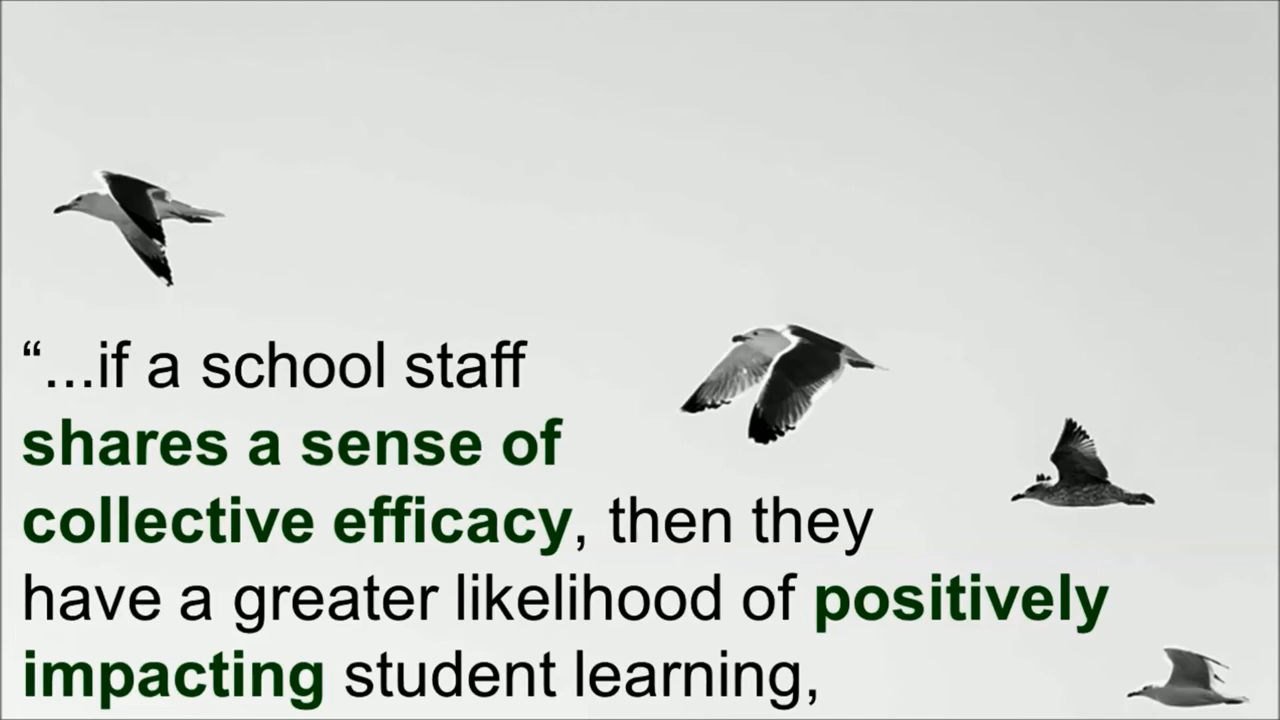 “...if a school staff
shares a sense of
collective efficacy, then they
have a greater likelihood of positively
impacting student learning,